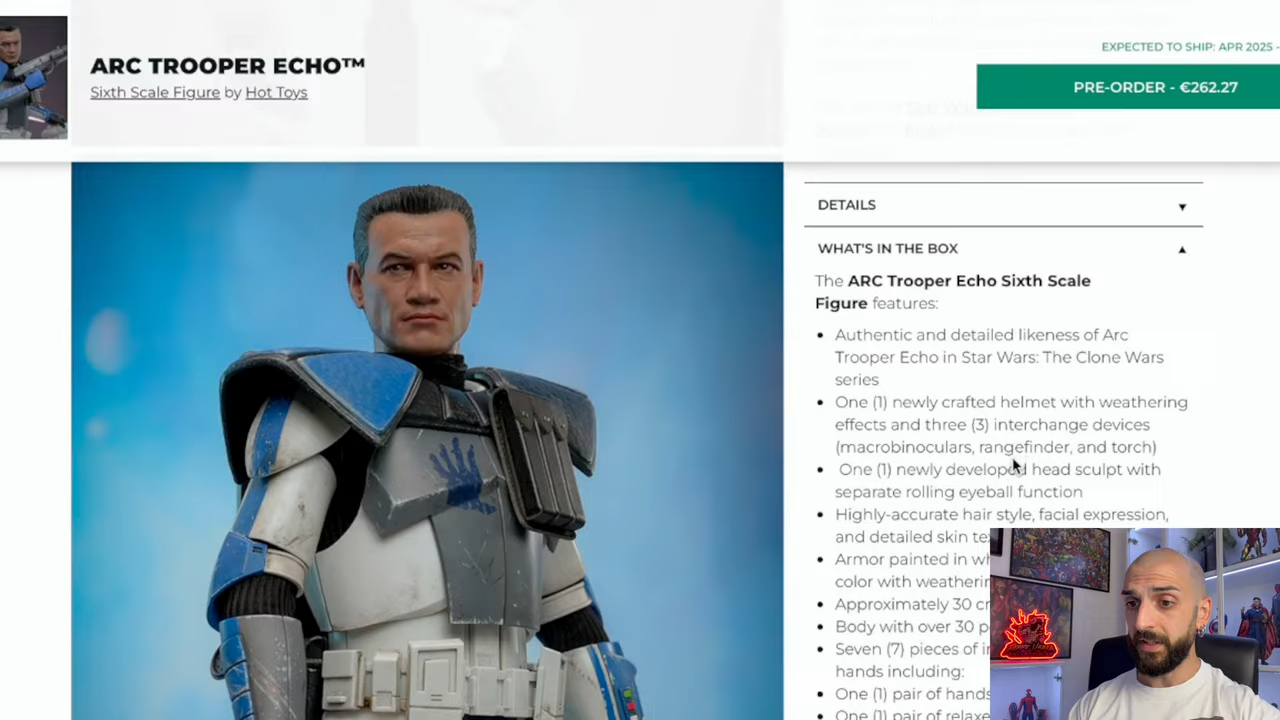 ARC TROOPER ECHO™
Sixth Scale Figure by Hot Toys
EXPECTED TO SHIP: APR 2025 -
PRE-ORDER - €262.27
DETAILS
WHAT'S IN THE BOX
The ARC Trooper Echo Sixth Scale
Figure features:
• Authentic and detailed likeness of Arc
Trooper Echo in Star Wars: The Clone Wars
series
• One (1) newly crafted helmet with weathering
effects and three (3) interchange devices
(macrobinoculars, rangefinder, and torch)
• One (1) newly developed head sculpt with
separate rolling eyeball function
• Highly-accurate hair style, facial expression,
and detailed skin
• Armor painted in
color with
• Approximately 30
• Body with over 30
• Seven (7) pieces of
hands including:
• One (1) pair of hands
• One (1) pair of